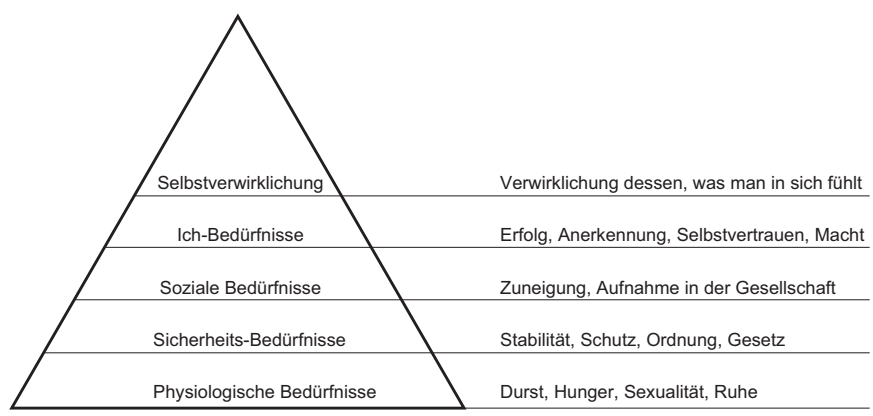 Selbstverwirklichung Verwirklichung dessen, was man in sich fühlt
Ich-Bedürfnisse Erfolg, Anerkennung, Selbstvertrauen, Macht
Soziale Bedürfnisse Zuneigung, Aufnahme in der Gesellschaft
Sicherheits-Bedürfnisse Stabilität, Schutz, Ordnung, Gesetz
Physiologische Bedürfnisse Durst, Hunger, Sexualität, Ruhe